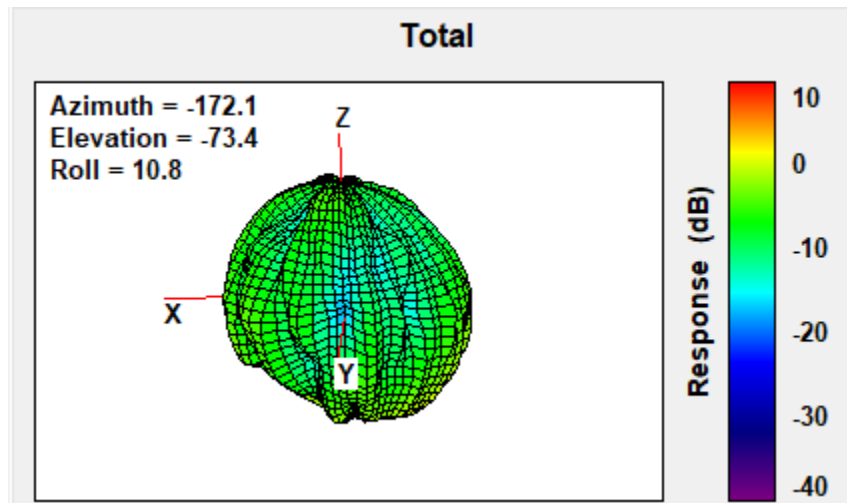 Total
Azimuth = -172.1
Elevation = -73.4
Roll = 10.8
Z
X
Y
Response (dB)
10
0
-10
-20
-30
-40